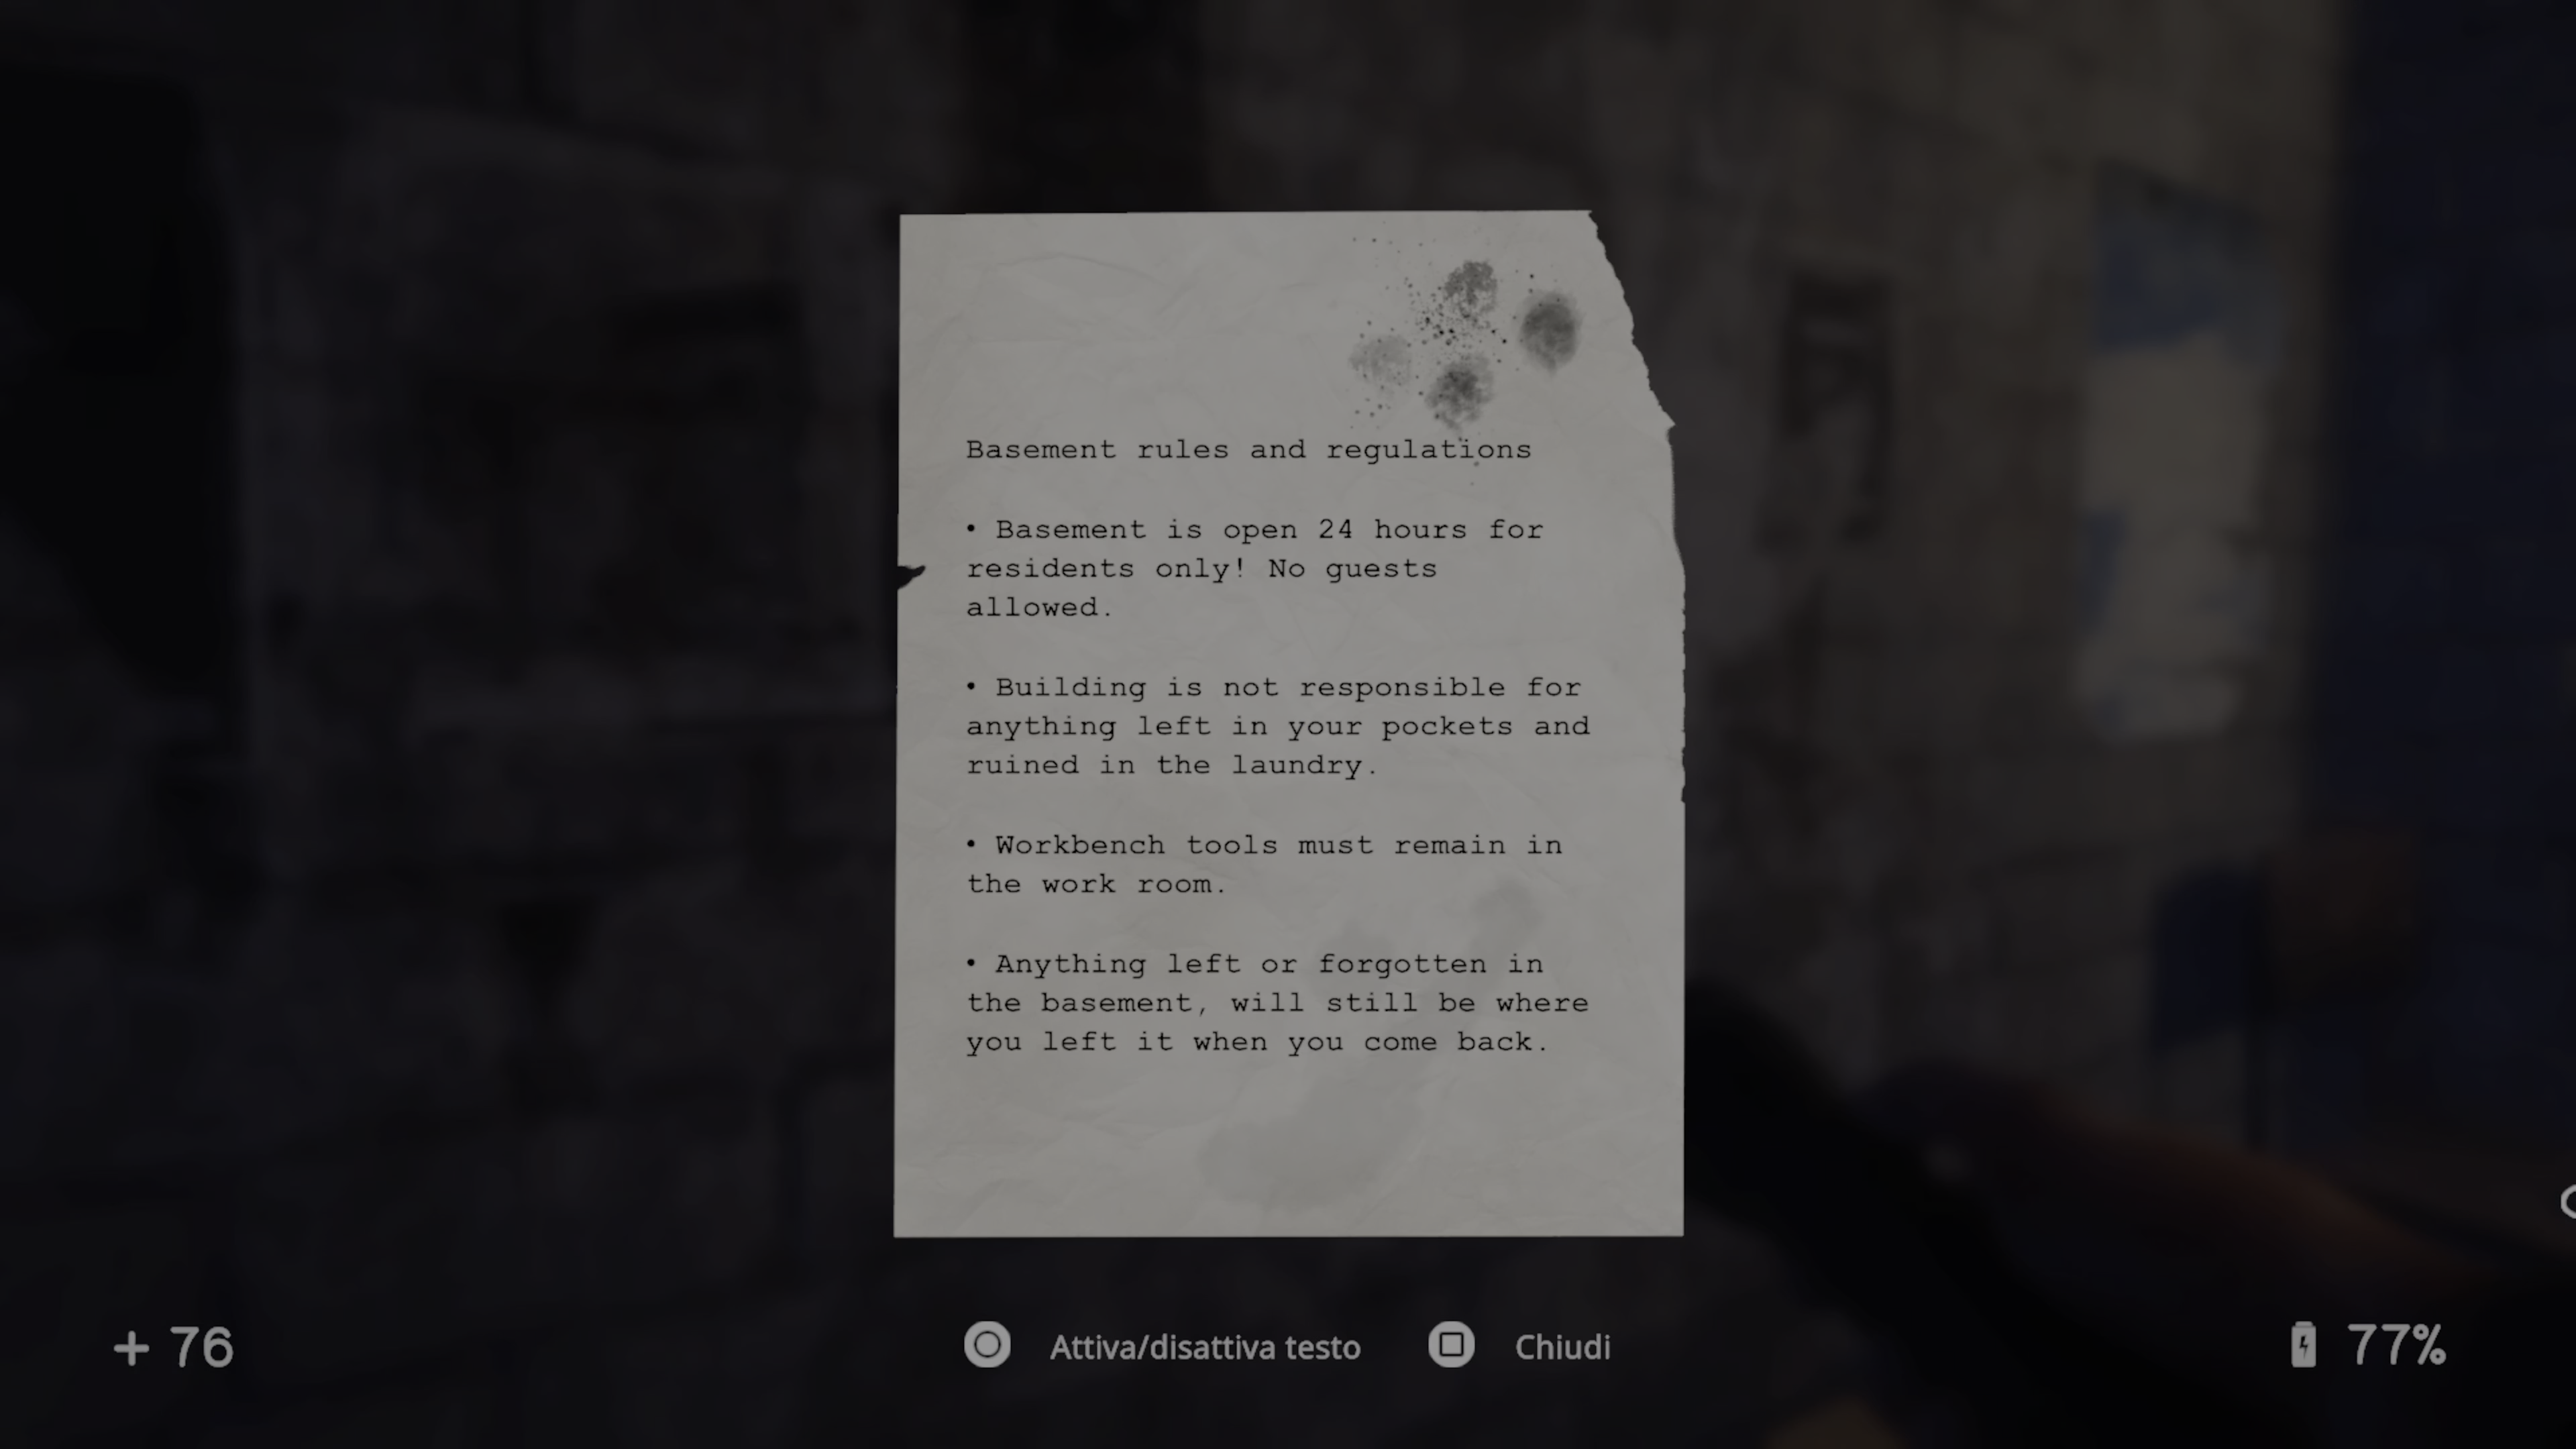 Basement rules and regulations
• Basement is open 24 hours for
residents only! No guests
allowed.
• Building is not responsible for
anything left in your pockets and
ruined in the laundry.
• Workbench tools must remain in
the work room.
• Anything left or forgotten in
the basement, will still be where
you left it when you come back.
+ 76
Attiva/disattiva testo
Chiudi
77%